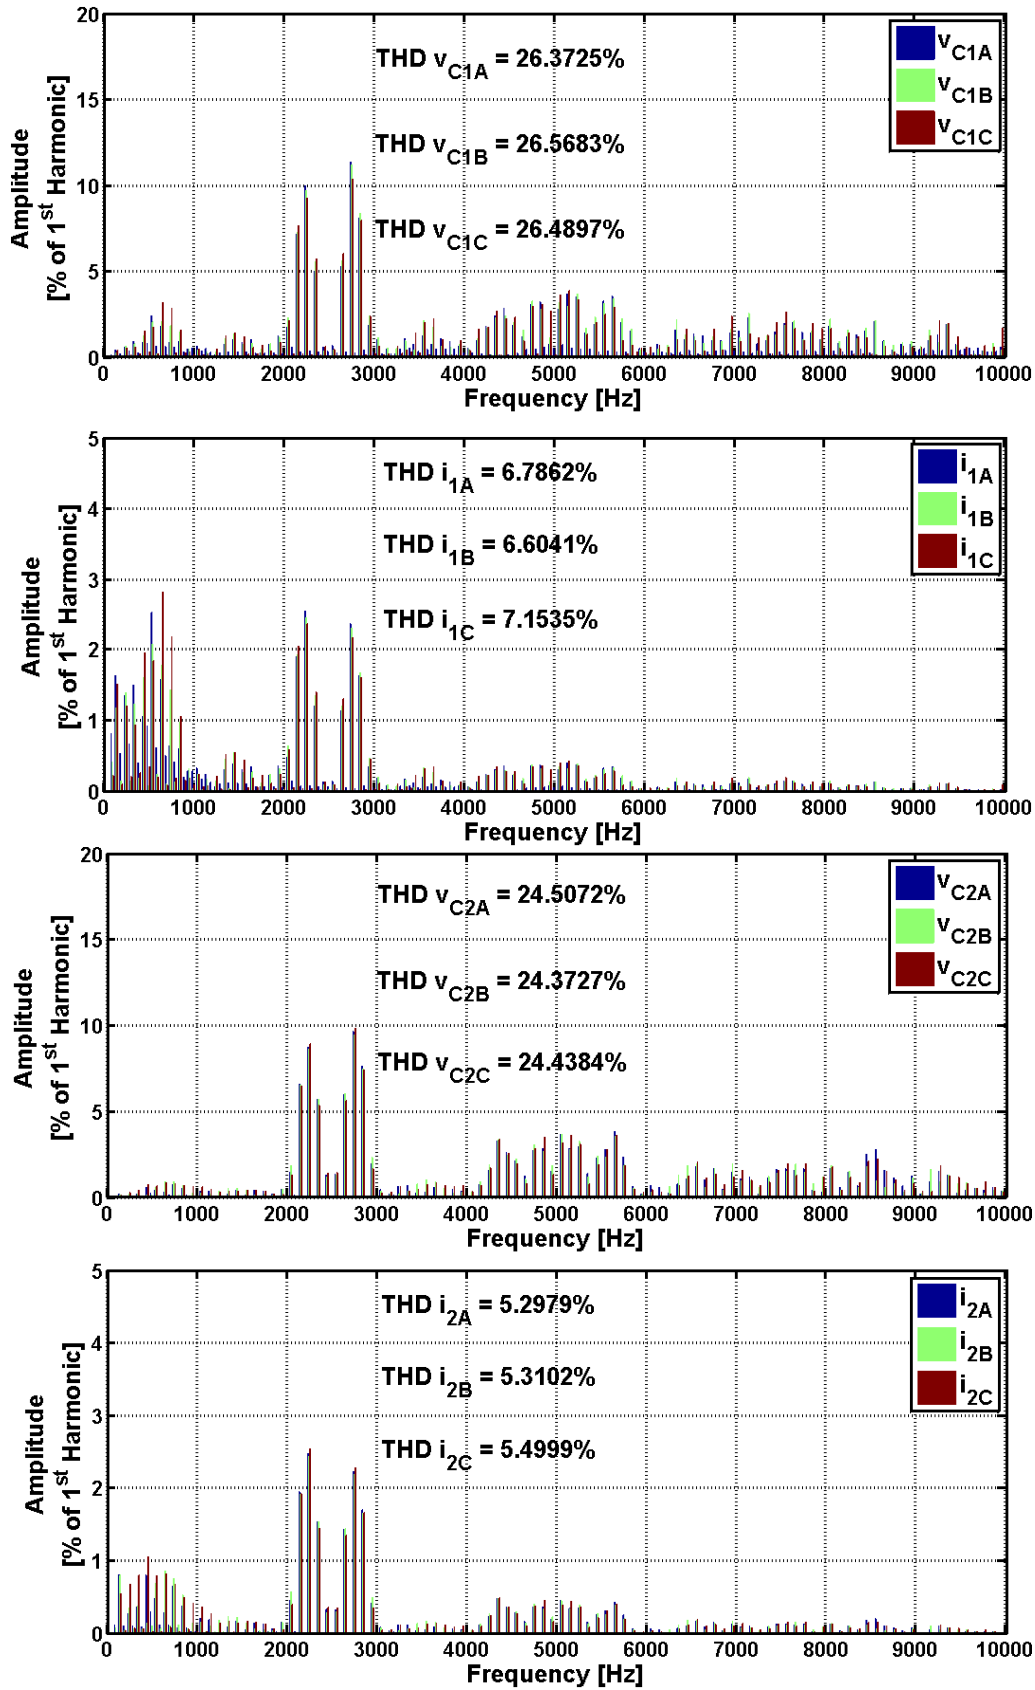 20
15
10
5
0
Amplitude
[% of 1st Harmonic]
THD vC1A = 26.3725%
THD vC1B = 26.5683%
THD vC1C = 26.4897%
vC1A
vC1B
vC1C
0 1000 2000 3000 4000 5000 6000 7000 8000 9000 10000
Frequency [Hz]
5
4
3
2
1
0
Amplitude
[% of 1st Harmonic]
THD i1A = 6.7862%
THD i1B = 6.6041%
THD i1C = 7.1535%
i1A
i1B
i1C
0 1000 2000 3000 4000 5000 6000 7000 8000 9000 10000
Frequency [Hz]
20
15
10
5
0
Amplitude
[% of 1st Harmonic]
THD vC2A = 24.5072%
THD vC2B = 24.3727%
THD vC2C = 24.4384%
vC2A
vC2B
vC2C
0 1000 2000 3000 4000 5000 6000 7000 8000 9000 10000
Frequency [Hz]
5
4
3
2
1
0
Amplitude
[% of 1st Harmonic]
THD i2A = 5.2979%
THD i2B = 5.3102%
THD i2C = 5.4999%
i2A
i2B
i2C
0 1000 2000 3000 4000 5000 6000 7000 8000 9000 10000
Frequency [Hz]